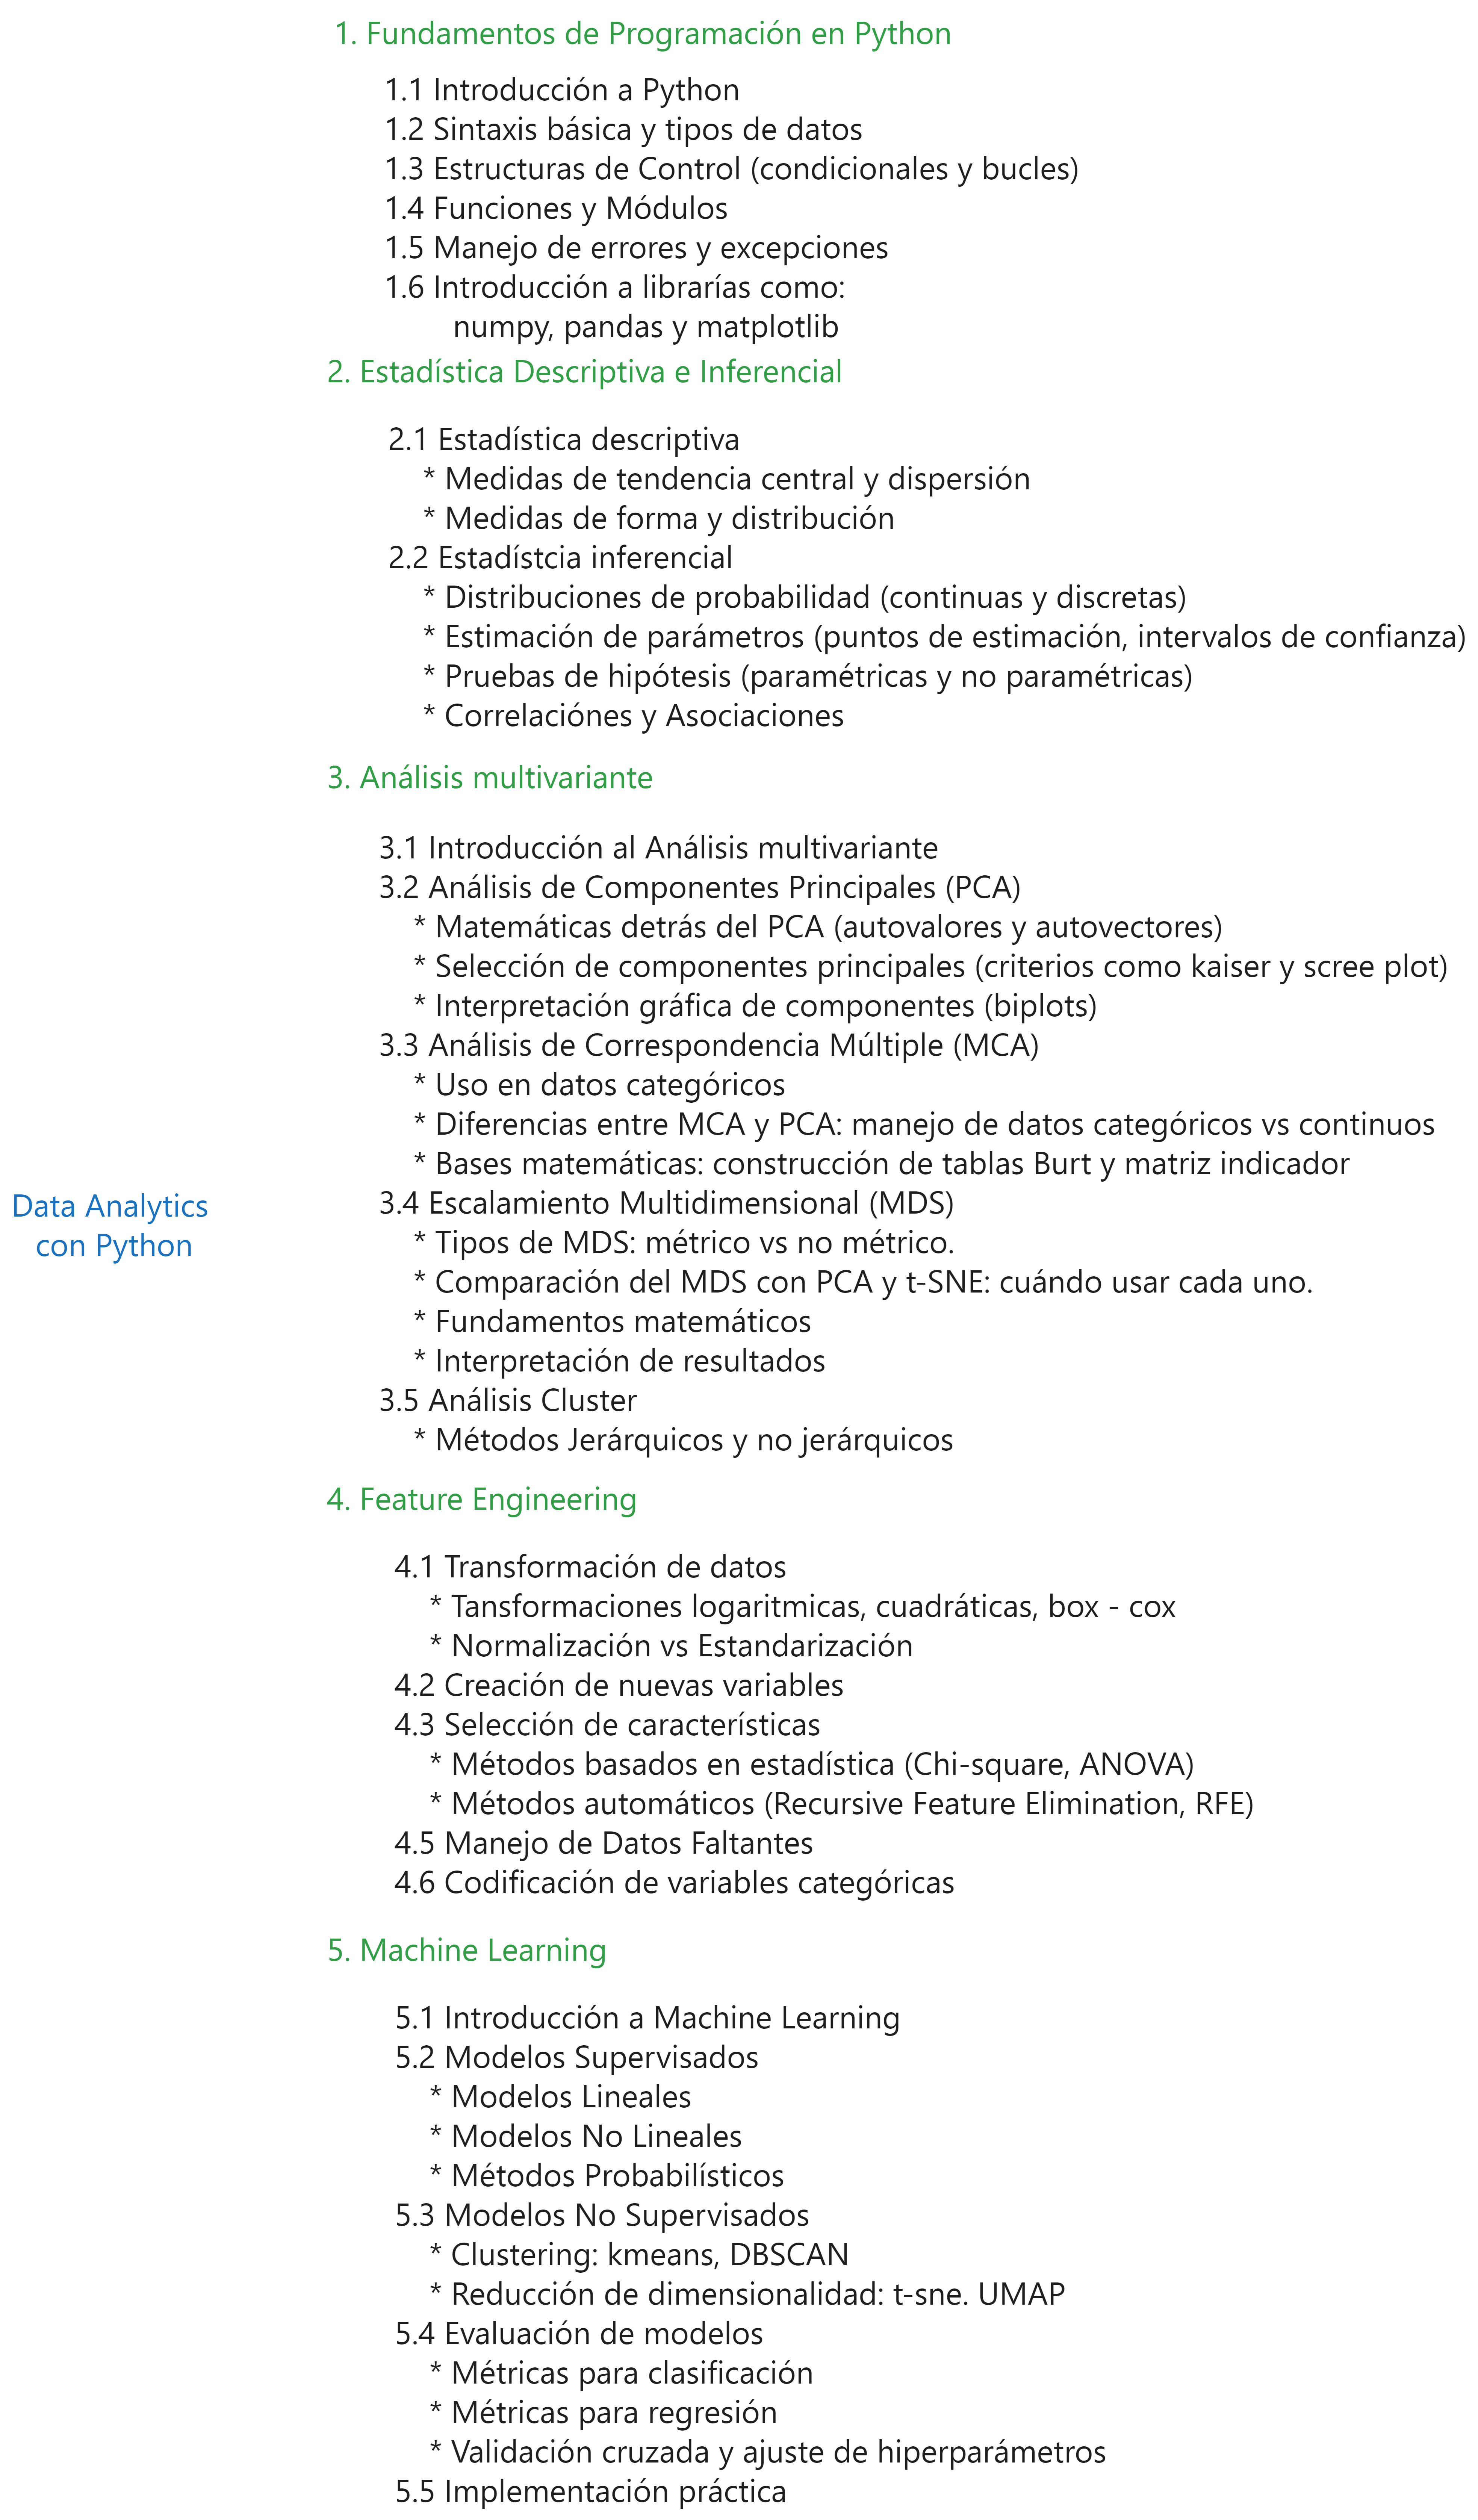 1. Fundamentos de Programación en Python
1.1 Introducción a Python
1.2 Sintaxis básica y tipos de datos
1.3 Estructuras de Control (condicionales y bucles)
1.4 Funciones y Módulos
1.5 Manejo de errores y excepciones
1.6 Introducción a librarías como:
numpy, pandas y matplotlib
2. Estadística Descriptiva e Inferencial
2.1 Estadística descriptiva
* Medidas de tendencia central y dispersión
* Medidas de forma y distribución
2.2 Estadístcia inferencial
* Distribuciones de probabilidad (continuas y discretas)
* Estimación de parámetros (puntos de estimación, intervalos de confianza)
* Pruebas de hipótesis (paramétricas y no paramétricas)
* Correlaciónes y Asociaciones
3. Análisis multivariante
3.1 Introducción al Análisis multivariante
3.2 Análisis de Componentes Principales (PCA)
* Matemáticas detrás del PCA (autovalores y autovectores)
* Selección de componentes principales (criterios como kaiser y scree plot)
* Interpretación gráfica de componentes (biplots)
3.3 Análisis de Correspondencia Múltiple (MCA)
* Uso en datos categóricos
* Diferencias entre MCA y PCA: manejo de datos categóricos vs continuos
* Bases matemáticas: construcción de tablas Burt y matriz indicador
3.4 Escalamiento Multidimensional (MDS)
* Tipos de MDS: métrico vs no métrico.
* Comparación del MDS con PCA y t-SNE: cuándo usar cada uno.
* Fundamentos matemáticos
* Interpretación de resultados
3.5 Análisis Cluster
* Métodos Jerárquicos y no jerárquicos
Data Analytics
con Python
4. Feature Engineering
4.1 Transformación de datos
* Tansformaciones logaritmicas, cuadráticas, box - cox
* Normalización vs Estandarización
4.2 Creación de nuevas variables
4.3 Selección de características
* Métodos basados en estadística (Chi-square, ANOVA)
* Métodos automáticos (Recursive Feature Elimination, RFE)
4.5 Manejo de Datos Faltantes
4.6 Codificación de variables categóricas
5. Machine Learning
5.1 Introducción a Machine Learning
5.2 Modelos Supervisados
* Modelos Lineales
* Modelos No Lineales
* Métodos Probabilísticos
5.3 Modelos No Supervisados
* Clustering: kmeans, DBSCAN
* Reducción de dimensionalidad: t-sne. UMAP
5.4 Evaluación de modelos
* Métricas para clasificación
* Métricas para regresión
* Validación cruzada y ajuste de hiperparámetros
5.5 Implementación práctica